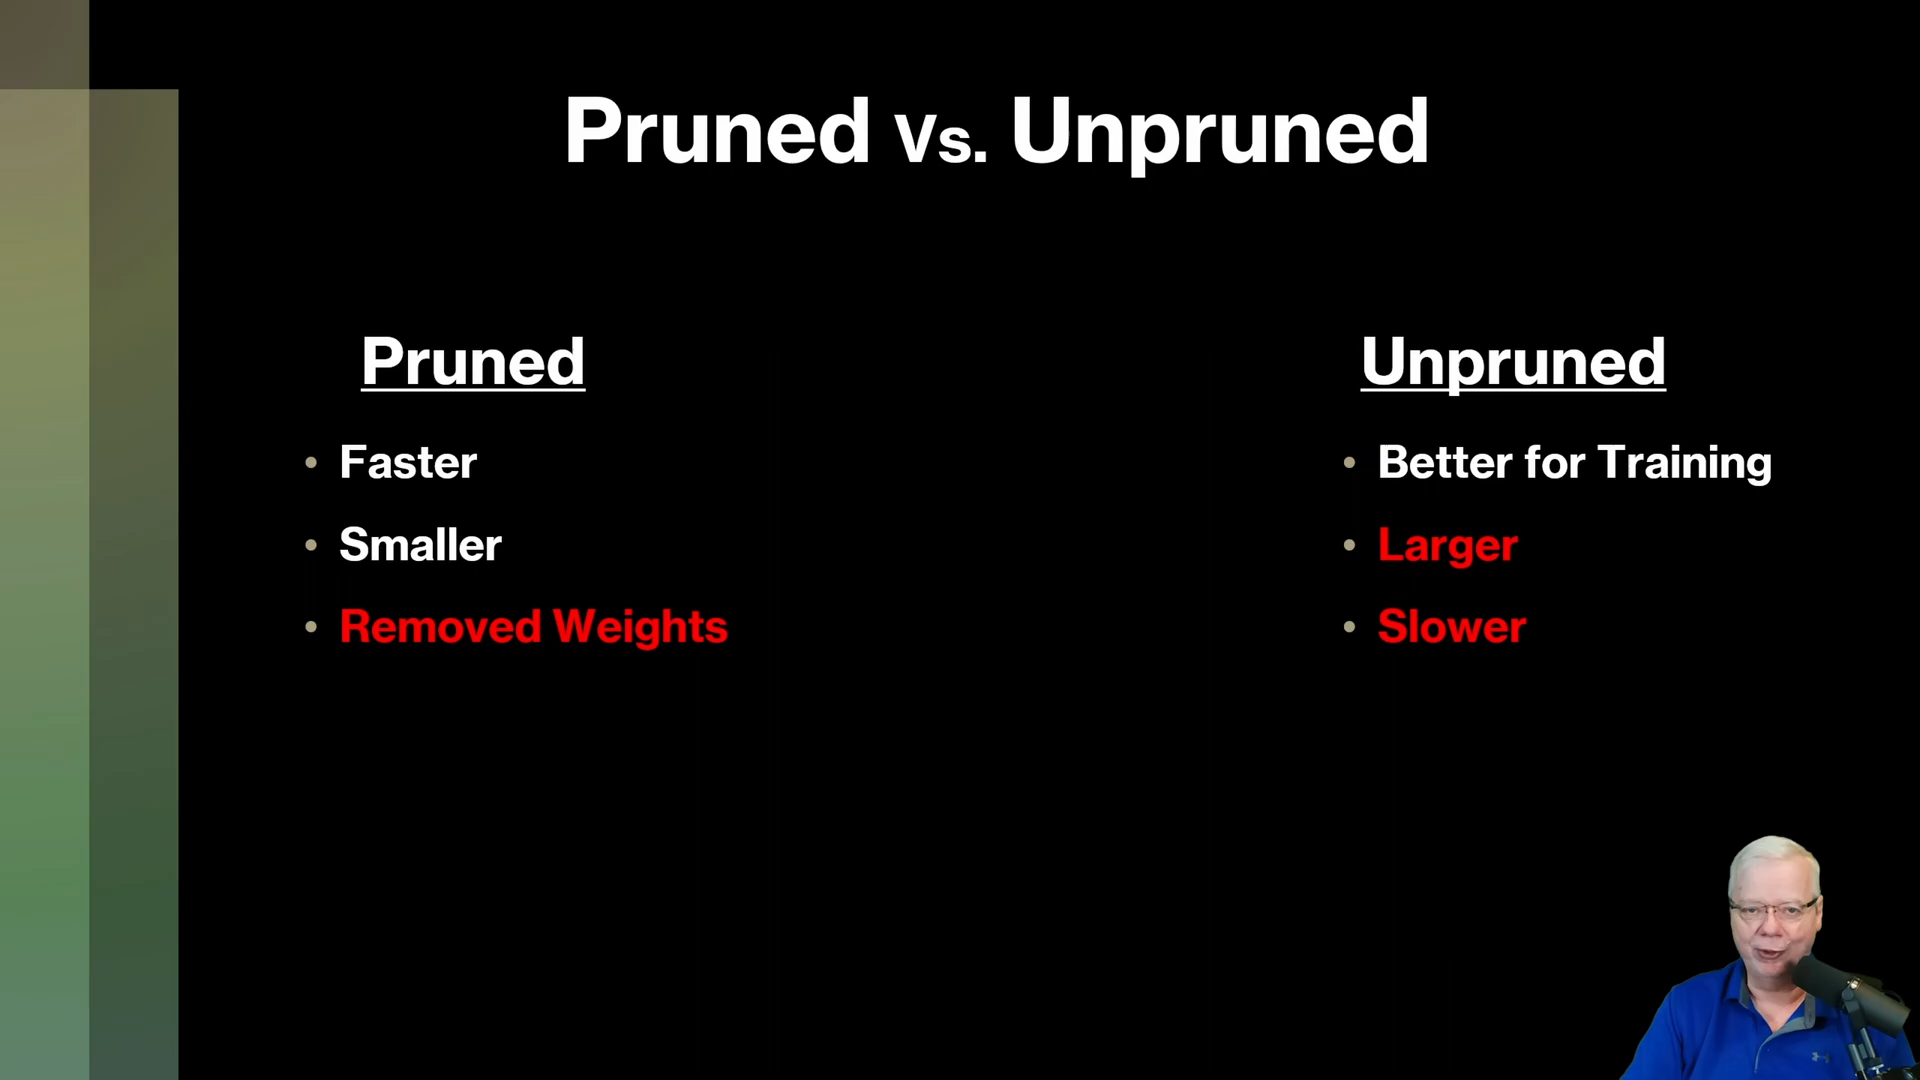 Pruned Vs. Unpruned
Pruned
• Faster
• Smaller
• Removed Weights
Unpruned
• Better for Training
• Larger
• Slower